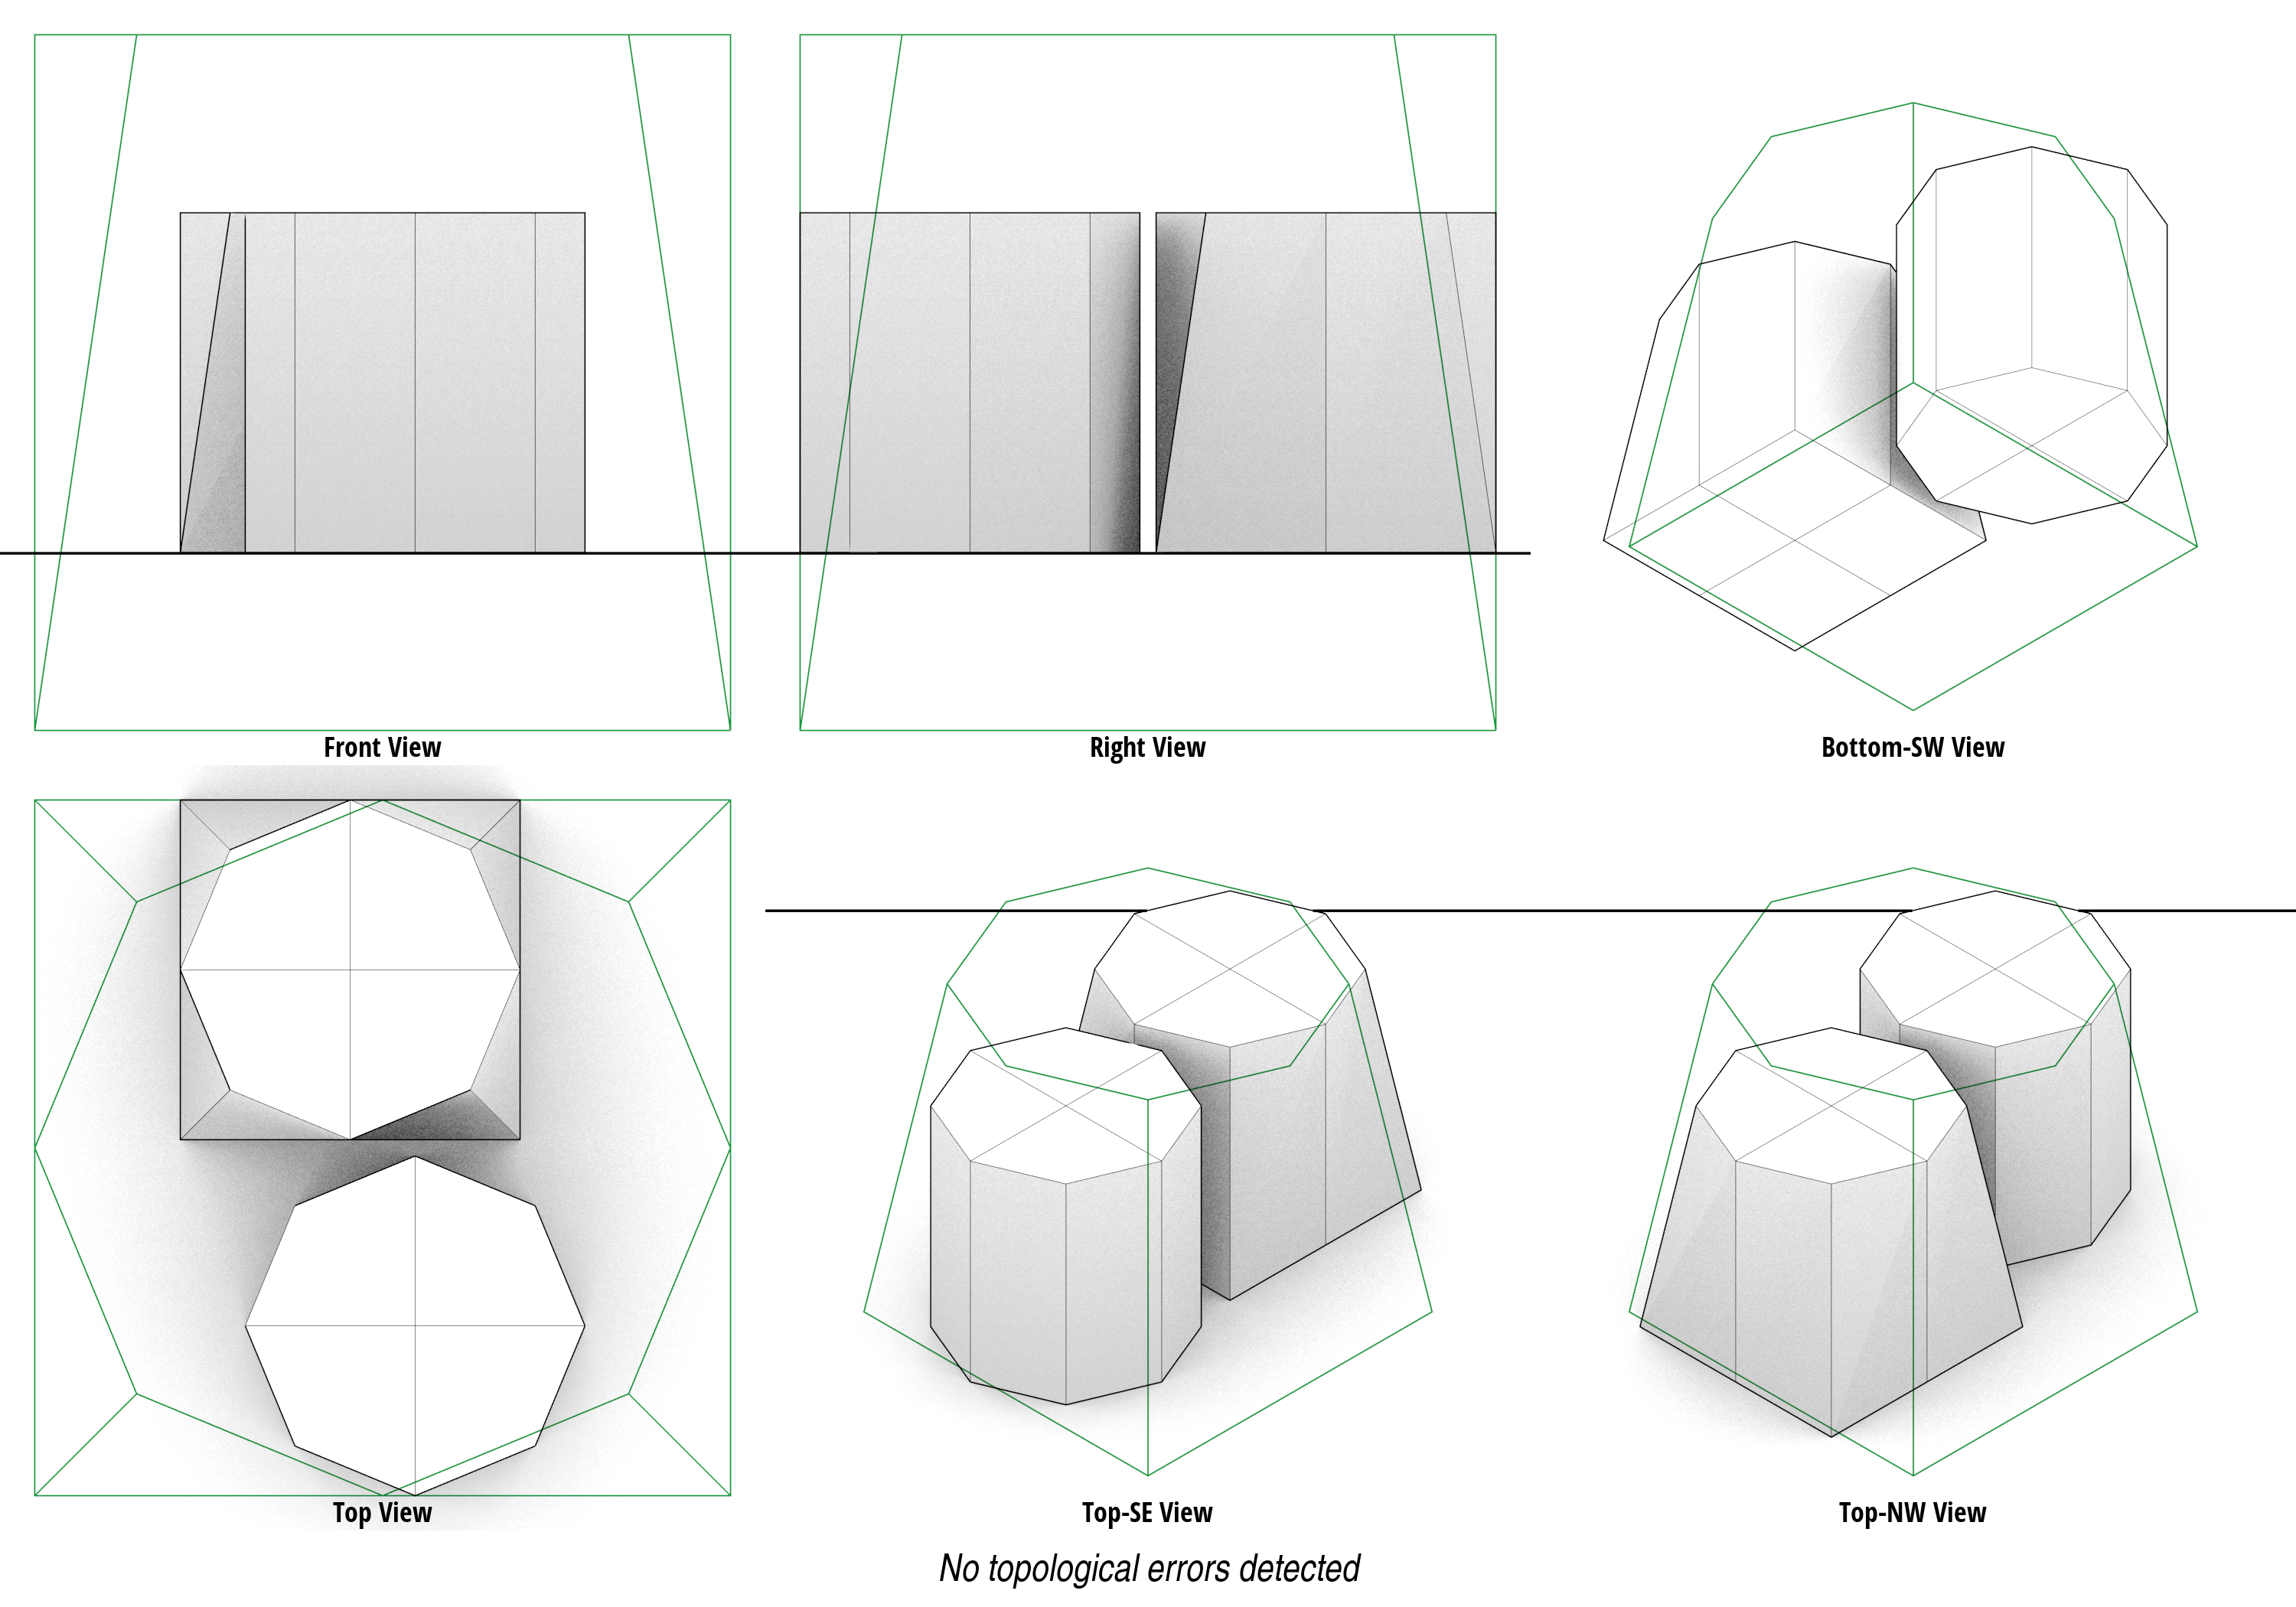 Front View
Right View
Bottom-SW View
Top View
Top-SE View
Top-NW View
No topological errors detected